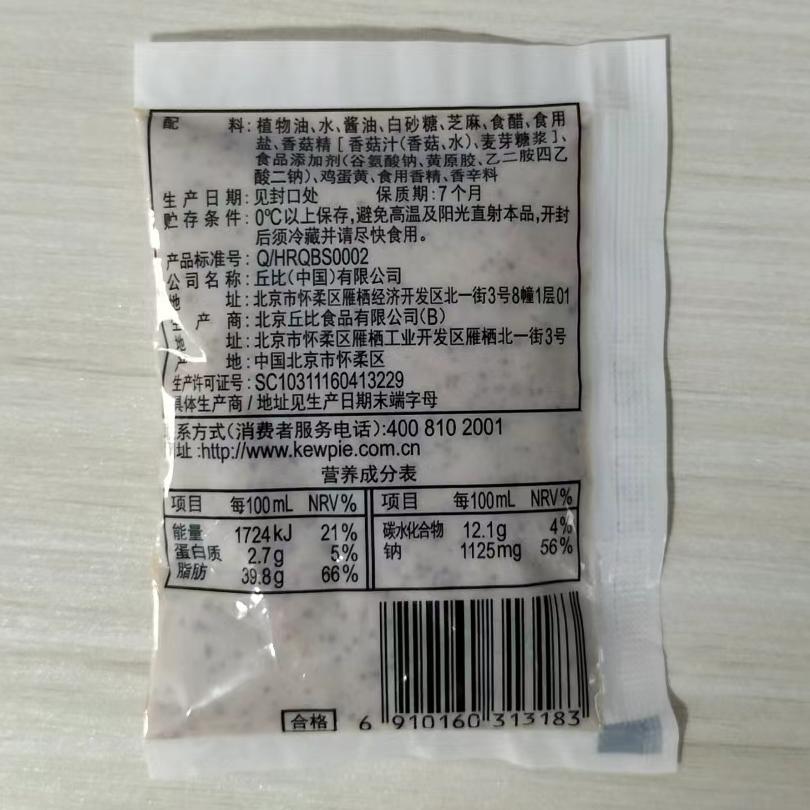 配 料:植物油、水、酱油、白砂糖、芝麻、食醋、食用
盐、香菇精[香菇汁(香菇、水)、麦芽糖浆]、
食品添加剂(谷氨酸钠、黄原胶、乙二胺四乙
酸二钠)、鸡蛋黄、食用香精、香辛料
生产日期:见封口处 保质期:7个月
贮存条件:0℃以上保存,避免高温及阳光直射本品,开封
后须冷藏并请尽快食用。
产品标准号:Q/HRQBS0002
公司名称:丘比(中国)有限公司
地 址:北京市怀柔区雁栖经济开发区北一街3号8幢1层01
生 产 商:北京丘比食品有限公司(B)
地 址:北京市怀柔区雁栖工业开发区雁栖北一街3号
产 地:中国北京市怀柔区
生产许可证号:SC10311160413229
具体生产商/地址见生产日期末端字母
联系方式(消费者服务电话):400 810 2001
网址:http://www.kewpie.com.cn
营养成分表
项目 每100mL NRV% 项目 每100mL NRV%
能量 1724kJ 21% 碳水化合物 12.1g 4%
蛋白质 2.7g 5% 钠 1125mg 56%
脂肪 39.8g 66%
合格 6 910160 313183